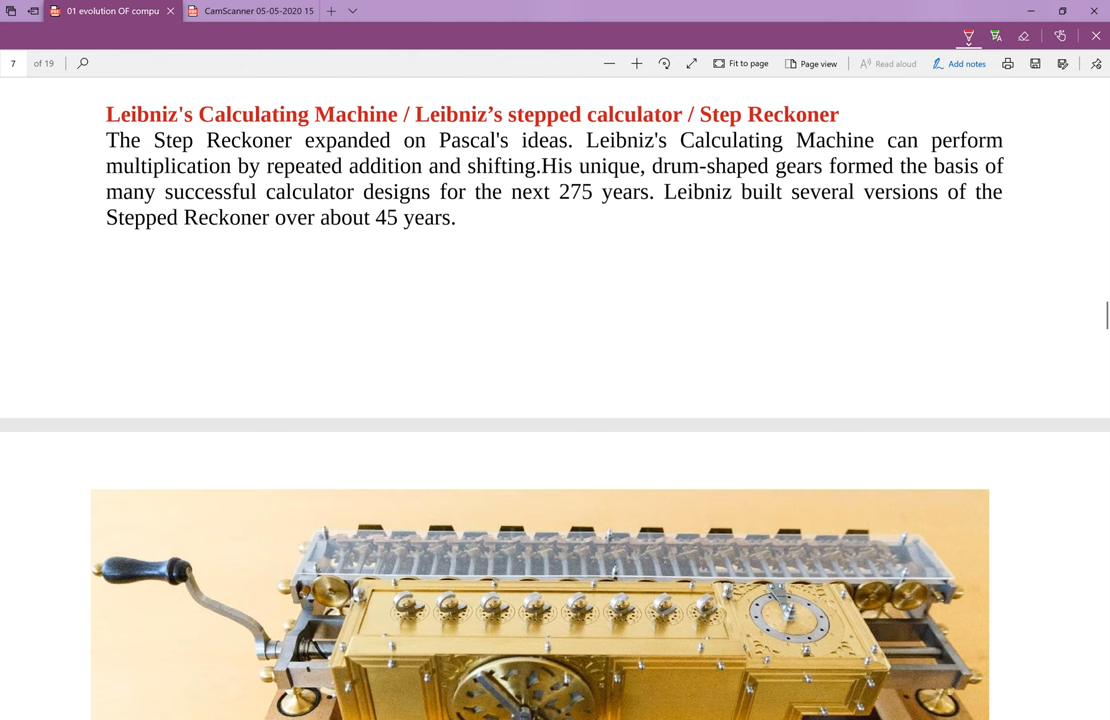 01 evolution OF compu
CamScanner 05-05-2020 15
7 of 19
Fit to page
Page view
Read aloud
Add notes
Leibniz's Calculating Machine / Leibniz’s stepped calculator / Step Reckoner
The Step Reckoner expanded on Pascal's ideas. Leibniz's Calculating Machine can perform
multiplication by repeated addition and shifting.His unique, drum-shaped gears formed the basis of
many successful calculator designs for the next 275 years. Leibniz built several versions of the
Stepped Reckoner over about 45 years.